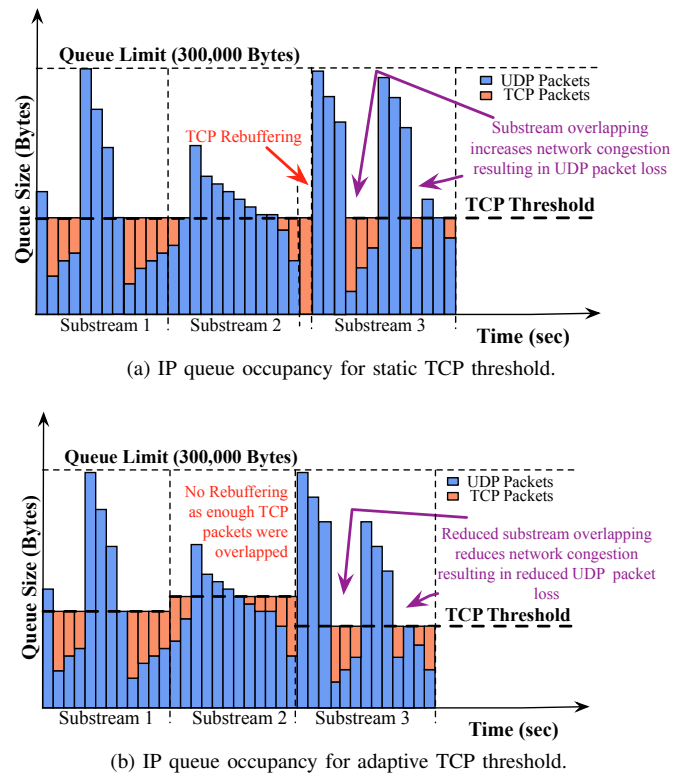 Queue Limit (300,000 Bytes)
UDP Packets
TCP Packets
TCP Rebuffering
Substream overlapping
increases network congestion
resulting in UDP packet loss
TCP Threshold
Queue Size (Bytes)
Substream 1
Substream 2
Substream 3
Time (sec)
(a) IP queue occupancy for static TCP threshold.
Queue Limit (300,000 Bytes)
UDP Packets
TCP Packets
No Rebuffering
as enough TCP
packets were
overlapped
Reduced substream overlapping
reduces network congestion
resulting in reduced UDP packet
loss
TCP Threshold
Queue Size (Bytes)
Substream 1
Substream 2
Substream 3
Time (sec)
(b) IP queue occupancy for adaptive TCP threshold.